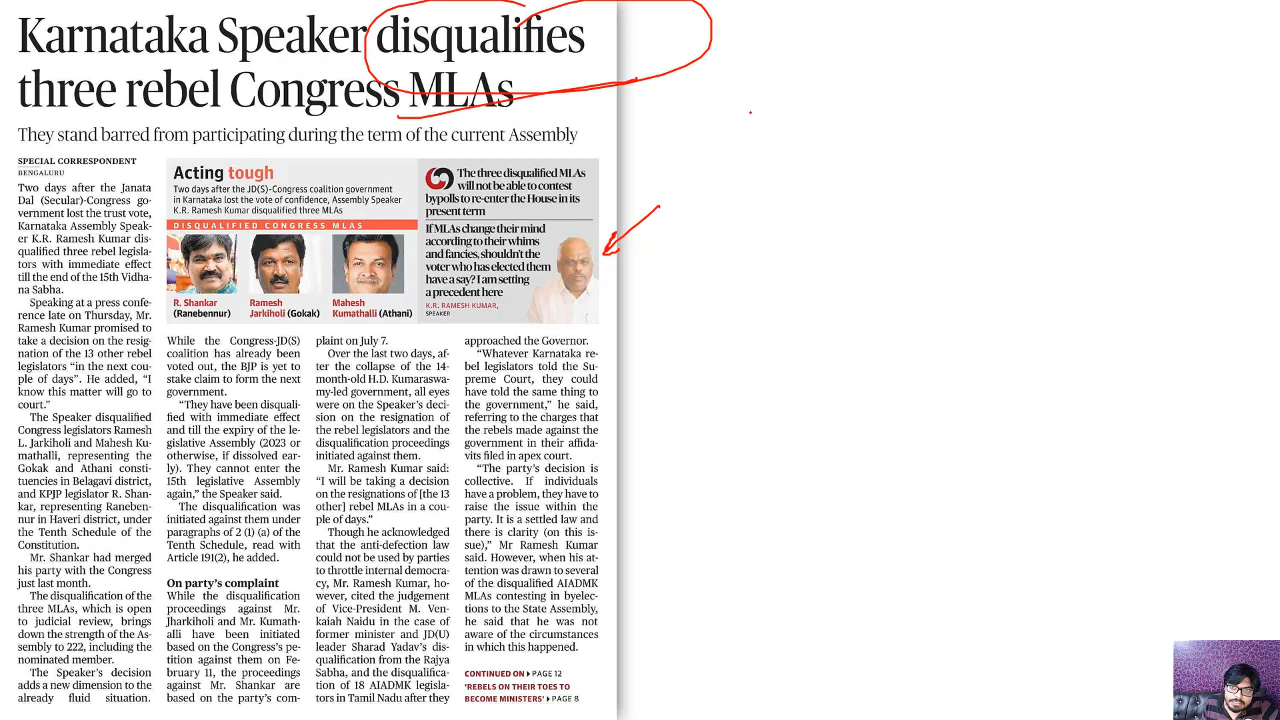 Karnataka Speaker disqualifies
three rebel Congress MLAs
They stand barred from participating during the term of the current Assembly
SPECIAL CORRESPONDENT
BENGALURU
Two days after the Janata
Dal (Secular)-Congress go-
vernment lost the trust vote,
Karnataka Assembly Speak-
er K.R. Ramesh Kumar dis-
qualified three rebel legisla-
tors with immediate effect
till the end of the 15th Vidha-
na Sabha.
Speaking at a press confe-
rence late on Thursday, Mr.
Ramesh Kumar promised to
take a decision on the resig-
nation of the 13 other rebel
legislators “in the next cou-
ple of days”. He added, “I
know this matter will go to
court.”
The Speaker disqualified
Congress legislators Ramesh
L. Jarkiholi and Mahesh Ku-
mathalli, representing the
Gokak and Athani consti-
tuencies in Belagavi district,
and KPJP legislator R. Shan-
kar, representing Raneben-
nur in Haveri district, under
the Tenth Schedule of the
Constitution.
Mr. Shankar had merged
his party with the Congress
just last month.
The disqualification of the
three MLAs, which is open
to judicial review, brings
down the strength of the As-
sembly to 222, including the
nominated member.
The Speaker’s decision
adds a new dimension to the
already fluid situation.
Acting tough
Two days after the JD(S)-Congress coalition government
in Karnataka lost the vote of confidence, Assembly Speaker
K.R. Ramesh Kumar disqualified three MLAs
DISQUALIFIED CONGRESS MLAS
R. Shankar
(Ranebennur)
Ramesh
Jarkiholi (Gokak)
Mahesh
Kumathalli (Athani)
The three disqualified MLAs
will not be able to contest
bypolls to re-enter the House in its
present term
If MLAs change their mind
according to their whims
and fancies, shouldn’t the
voter who has elected them
have a say? I am setting
a precedent here
K.R. RAMESH KUMAR,
SPEAKER
While the Congress-JD(S)
coalition has already been
voted out, the BJP is yet to
stake claim to form the next
government.
“They have been disquali-
fied with immediate effect
and till the expiry of the le-
gislative Assembly (2023 or
otherwise, if dissolved ear-
ly). They cannot enter the
15th legislative Assembly
again,” the Speaker said.
The disqualification was
initiated against them under
paragraphs of 2 (1) (a) of the
Tenth Schedule, read with
Article 191(2), he added.
On party’s complaint
While the disqualification
proceedings against Mr.
Jharkiholi and Mr. Kumath-
alli have been initiated
based on the Congress’s pe-
tition against them on Fe-
bruary 11, the proceedings
against Mr. Shankar are
based on the party’s com-
plaint on July 7.
Over the last two days, af-
ter the collapse of the 14-
month-old H.D. Kumaraswa-
my-led government, all eyes
were on the Speaker’s deci-
sion on the resignation of
the rebel legislators and the
disqualification proceedings
initiated against them.
Mr. Ramesh Kumar said:
“I will be taking a decision
on the resignations of [the 13
other] rebel MLAs in a cou-
ple of days.”
Though he acknowledged
that the anti-defection law
could not be used by parties
to throttle internal democra-
cy, Mr. Ramesh Kumar, ho-
wever, cited the judgement
of Vice-President M. Ven-
kaiah Naidu in the case of
former minister and JD(U)
leader Sharad Yadav’s dis-
qualification from the Rajya
Sabha, and the disqualifica-
tion of 18 AIADMK legisla-
tors in Tamil Nadu after they
approached the Governor.
“Whatever Karnataka re-
bel legislators told the Su-
preme Court, they could
have told the same thing to
the government,” he said,
referring to the charges that
the rebels made against the
government in their affida-
vits filed in apex court.
“The party’s decision is
collective. If individuals
have a problem, they have to
raise the issue within the
party. It is a settled law and
there is clarity (on this is-
sue),” Mr Ramesh Kumar
said. However, when his at-
tention was drawn to several
of the disqualified AIADMK
MLAs contesting in byelec-
tions to the State Assembly,
he said that he was not
aware of the circumstances
in which this happened.
CONTINUED ON PAGE 12
‘REBELS ON THEIR TOES TO
BECOME MINISTERS’ PAGE 8